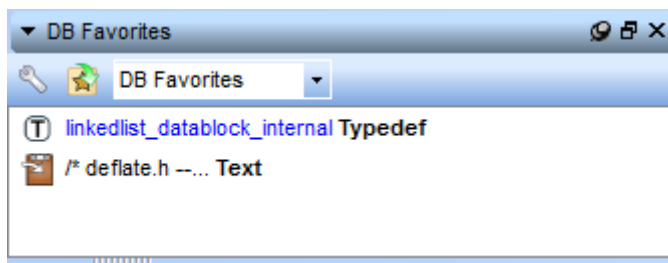 DB Favorites
DB Favorites
linkedlist_datablock_internal Typedef
/* deflate.h --... Text